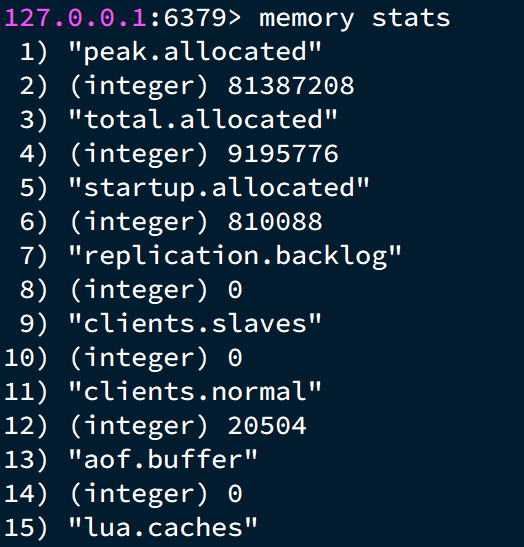 127.0.0.1:6379> memory stats
1) "peak.allocated"
2) (integer) 81387208
3) "total.allocated"
4) (integer) 9195776
5) "startup.allocated"
6) (integer) 810088
7) "replication.backlog"
8) (integer) 0
9) "clients.slaves"
10) (integer) 0
11) "clients.normal"
12) (integer) 20504
13) "aof.buffer"
14) (integer) 0
15) "lua.caches"